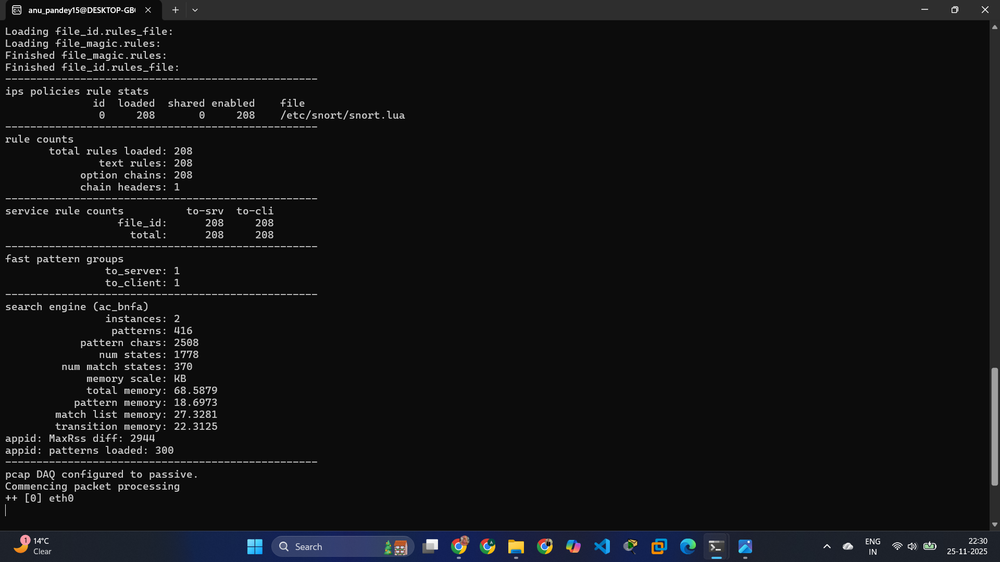 anu_pandey15@DESKTOP-GB
Loading file_id.rules_file:
Loading file_magic.rules:
Finished file_magic.rules:
Finished file_id.rules_file:
--------------------------------------------------
ips policies rule stats
              id  loaded  shared enabled    file
               0     208       0     208    /etc/snort/snort.lua
--------------------------------------------------
rule counts
       total rules loaded: 208
               text rules: 208
            option chains: 208
            chain headers: 1
--------------------------------------------------
service rule counts          to-srv  to-cli
                  file_id:      208     208
                    total:      208     208
--------------------------------------------------
fast pattern groups
                to_server: 1
                to_client: 1
--------------------------------------------------
search engine (ac_bnfa)
                instances: 2
                 patterns: 416
            pattern chars: 2508
               num states: 1778
         num match states: 370
             memory scale: KB
             total memory: 68.5879
           pattern memory: 18.6973
        match list memory: 27.3281
        transition memory: 22.3125
appid: MaxRss diff: 2944
appid: patterns loaded: 300
--------------------------------------------------
pcap DAQ configured to passive.
Commencing packet processing
++ [0] eth0
1
14°C
Clear
Search
A
ENG
IN
22:30
25-11-2025